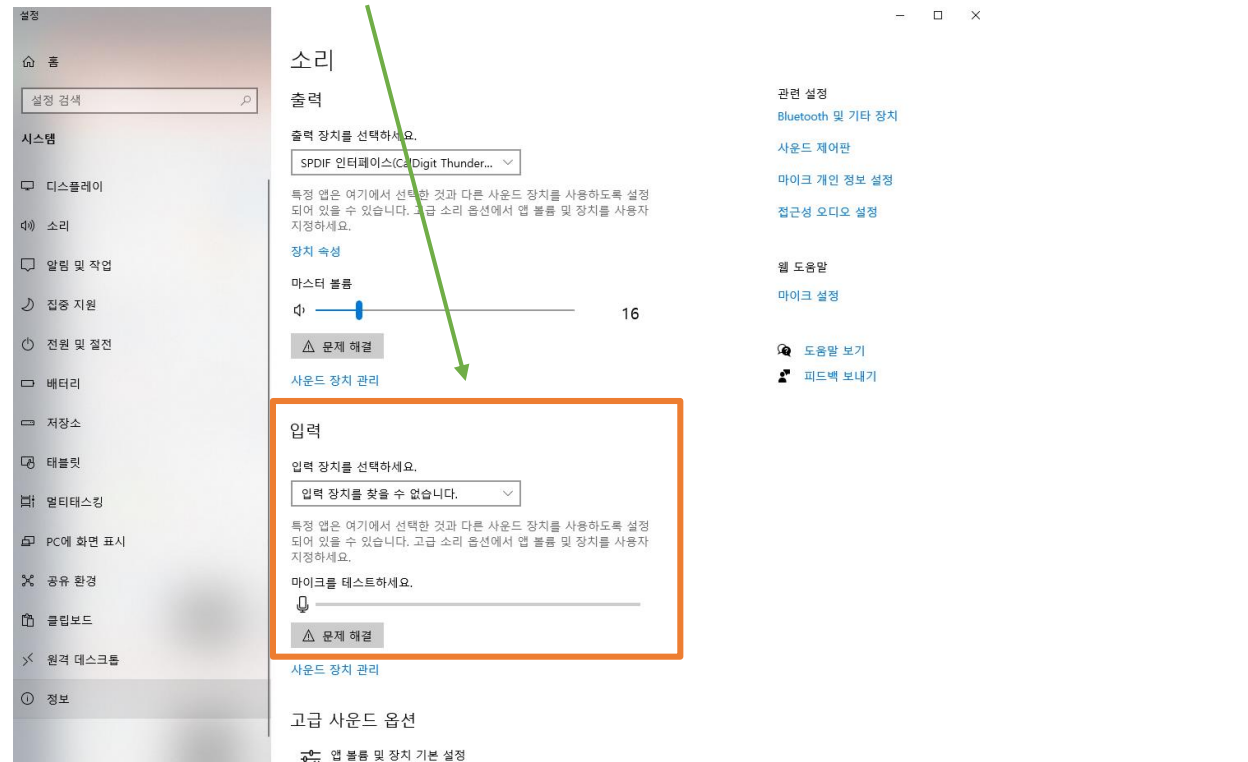 설정
홈
설정 검색
시스템
디스플레이
소리
알림 및 작업
집중 지원
전원 및 절전
배터리
저장소
태블릿
멀티태스킹
PC에 화면 표시
공유 환경
클립보드
원격 데스크톱
정보
소리
출력
출력 장치를 선택하세요.
SPDIF 인터페이스(CalDigit Thunder...
특정 앱은 여기에서 선택한 것과 다른 사운드 장치를 사용하도록 설정
되어 있을 수 있습니다. 고급 소리 옵션에서 앱 볼륨 및 장치를 사용자
지정하세요.
장치 속성
마스터 볼륨
16
문제 해결
사운드 장치 관리
입력
입력 장치를 선택하세요.
입력 장치를 찾을 수 없습니다.
특정 앱은 여기에서 선택한 것과 다른 사운드 장치를 사용하도록 설정
되어 있을 수 있습니다. 고급 소리 옵션에서 앱 볼륨 및 장치를 사용자
지정하세요.
마이크를 테스트하세요.
문제 해결
사운드 장치 관리
고급 사운드 옵션
앱 볼륨 및 장치 기본 설정
관련 설정
Bluetooth 및 기타 장치
사운드 제어판
마이크 개인 정보 설정
접근성 오디오 설정
웹 도움말
마이크 설정
도움말 보기
피드백 보내기